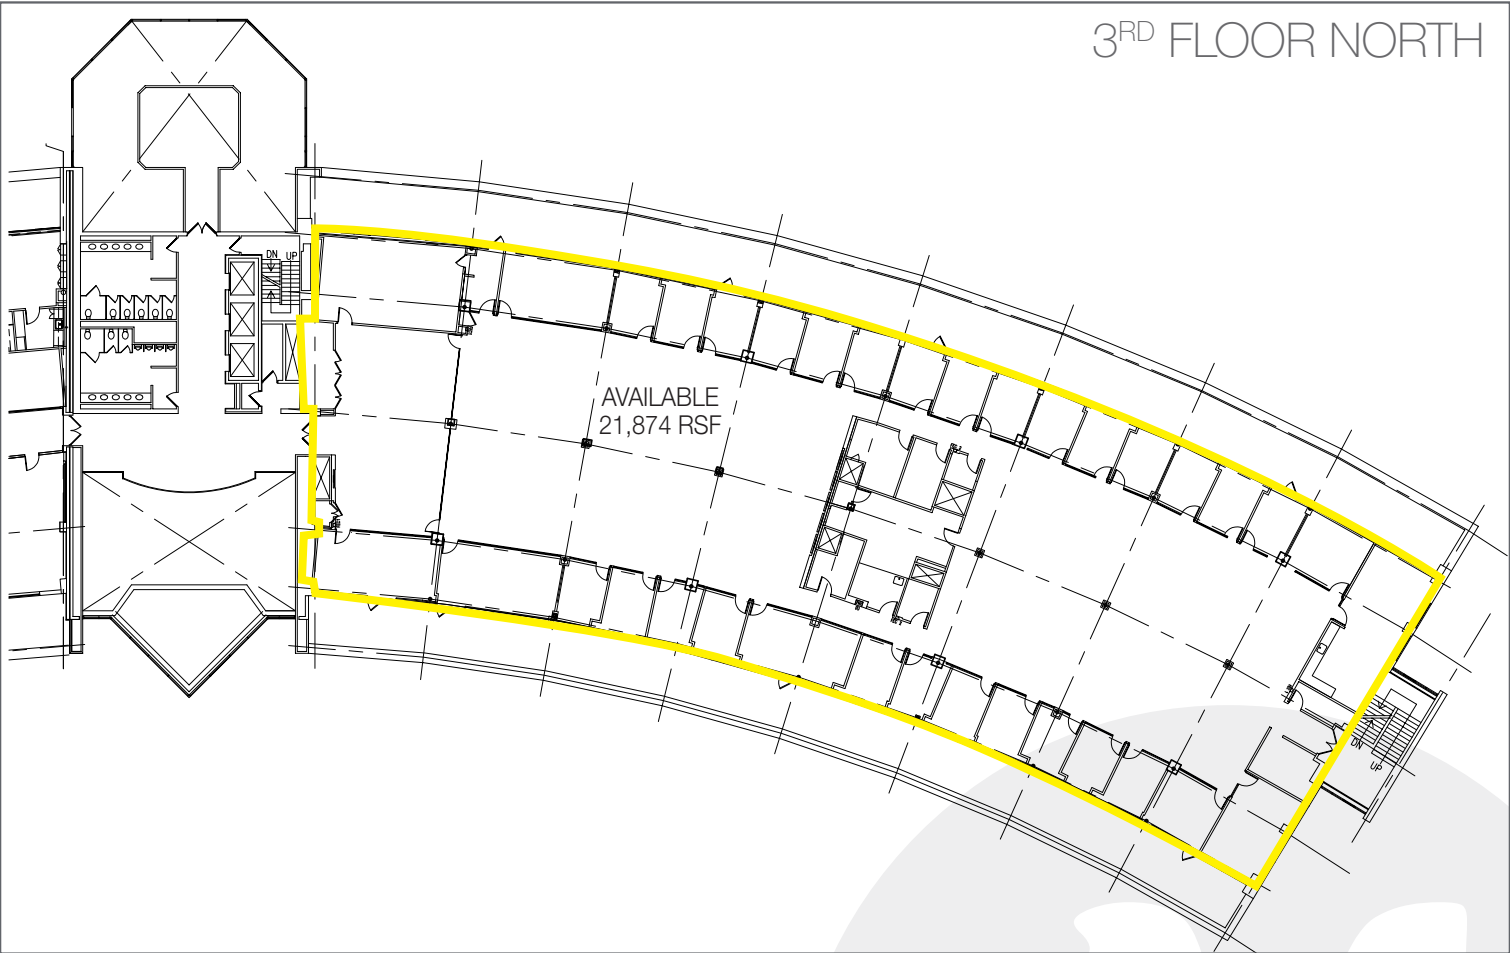 3RD FLOOR NORTH
DN UP
AVAILABLE
21,874 RSF
DN
UP